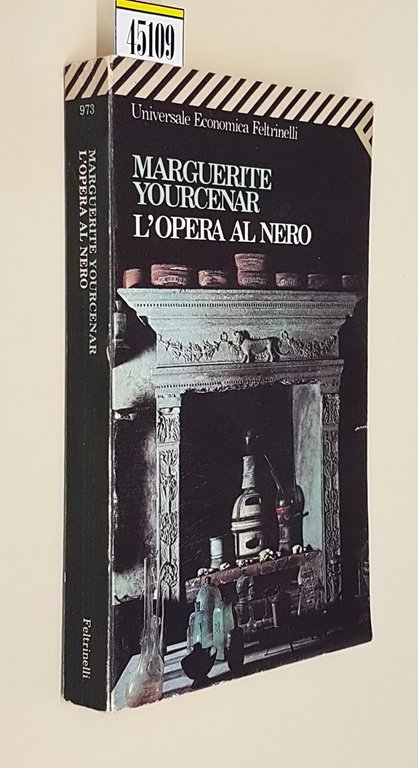 45109
Universale Economica Feltrinelli
MARGUERITE
YOURCENAR
L'OPERA AL NERO
973
MARGUERITE YOURCENAR
L'OPERA AL NERO
Feltrinelli